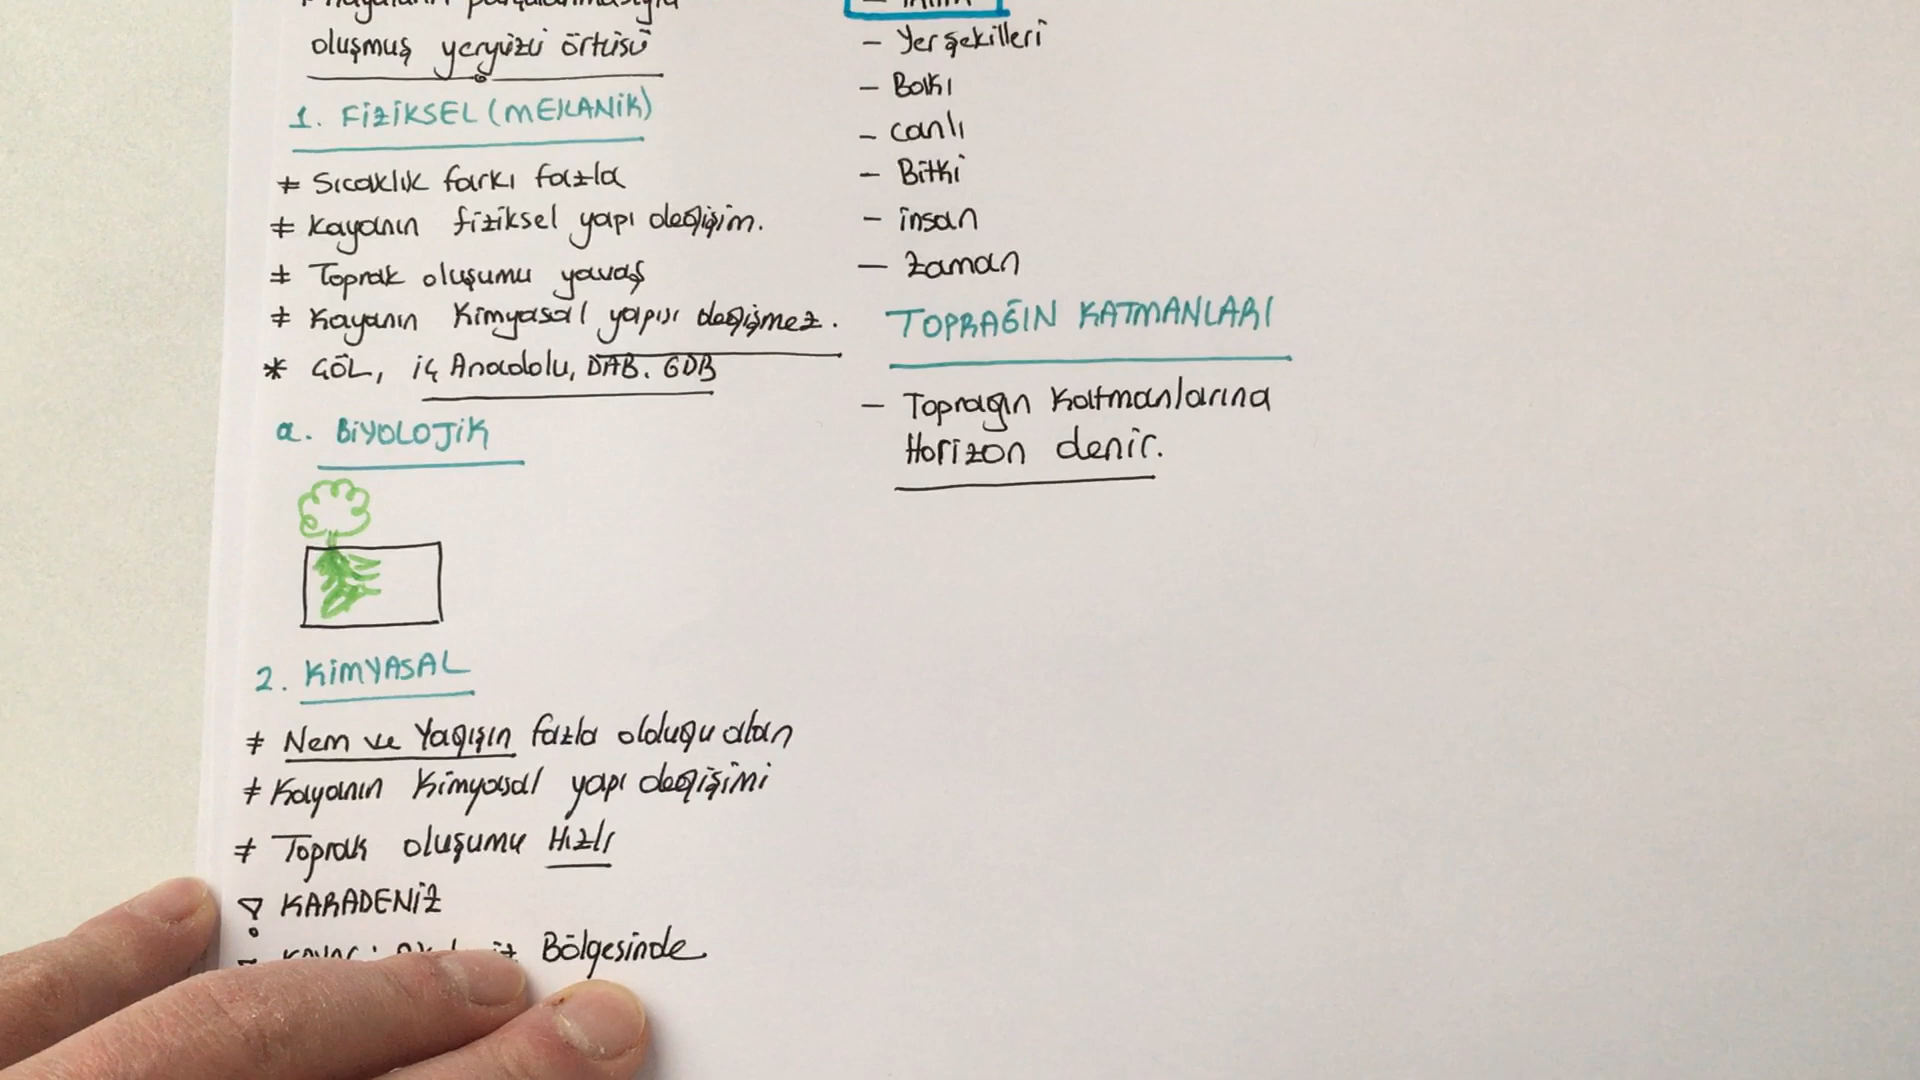 oluşmuş yeryüzü örtüsü
1. FİZİKSEL (MEKANİK)
* Sıcaklık farkı fazla
* Kayanın fiziksel yapı değişim.
* Toprak oluşumu yavaş
* Kayanın Kimyasal yapısı değişmez.
* ÇÖL, iç Anadolu, DAB. GDB
a. BİYOLOJİK
2. KİMYASAL
* Nem ve Yağışın fazla olduğu alan
* Kayanın Kimyasal yapı değişimi
* Toprak oluşumu Hızlı
! KARADENİZ
Bölgesinde
- Yerşekilleri
- Bakı
- Canlı
- Bitki
- insan
- Zaman
TOPRAĞIN KATMANLARI
- Toprağın Katmanlarına
Horizon denir.